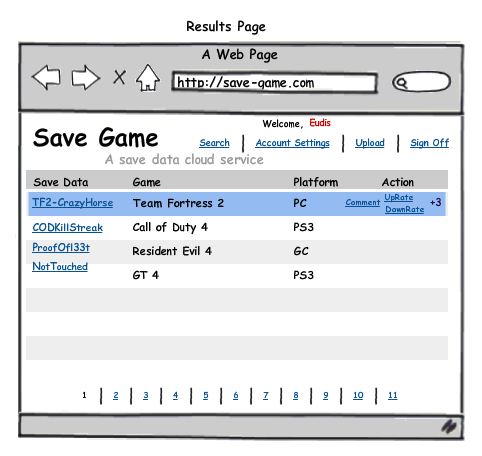 Results Page
A Web Page
http://save-game.com
Welcome, Eudis
Save Game
Search Account Settings Upload Sign Off
A save data cloud service
Save Data Game Platform Action
TF2-CrazyHorse Team Fortress 2 PC Comment UpRate DownRate +3
CODKillStreak Call of Duty 4 PS3
ProofOfl33t Resident Evil 4 GC
NotTouched GT 4 PS3
1 2 3 4 5 6 7 8 9 10 11